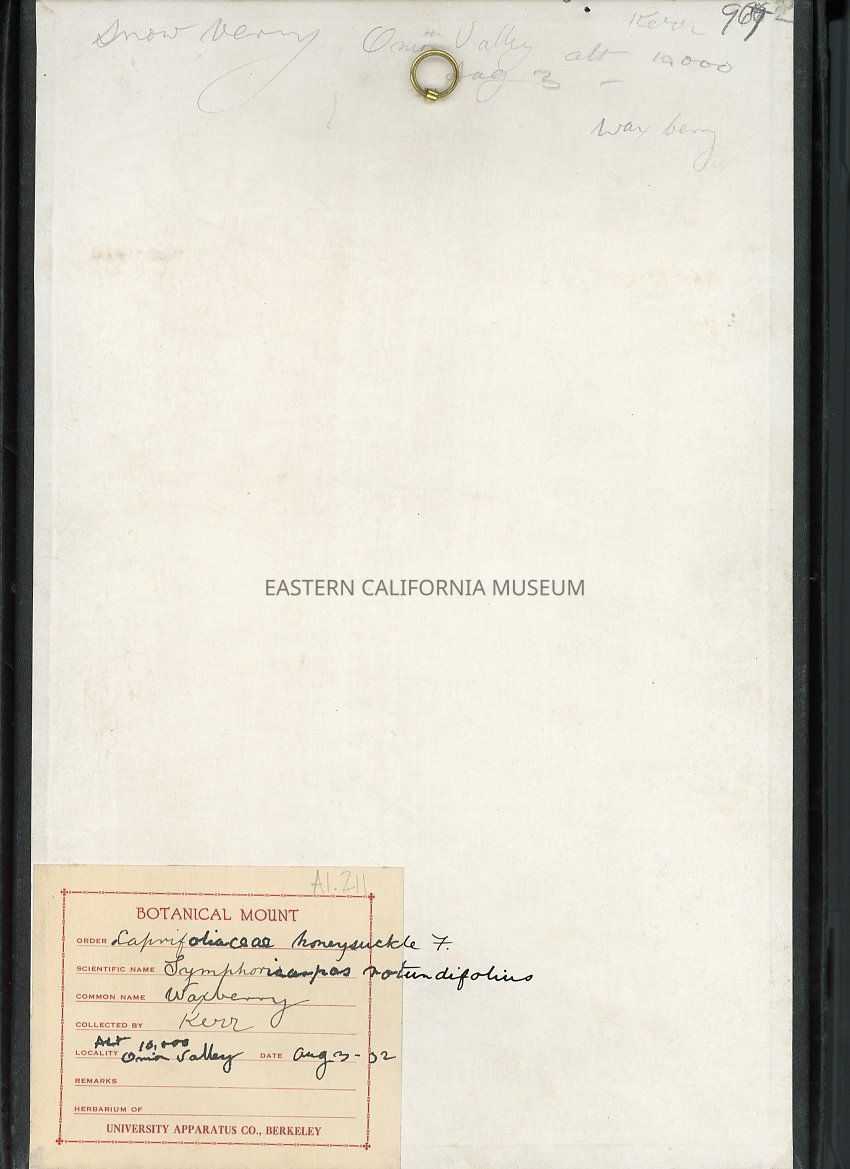 Snow berry Onion Valley Kerr
Aug 3 - alt 10,000
Wax berry
EASTERN CALIFORNIA MUSEUM
A1.211
BOTANICAL MOUNT
ORDER Caprifoliaceae honeysuckle F.
SCIENTIFIC NAME Symphoricarpos rotundifolius
COMMON NAME Waxberry
COLLECTED BY Kerr
Alt 10,000
LOCALITY Onion Valley DATE Aug 3-32
REMARKS
HERBARIUM OF
UNIVERSITY APPARATUS CO., BERKELEY